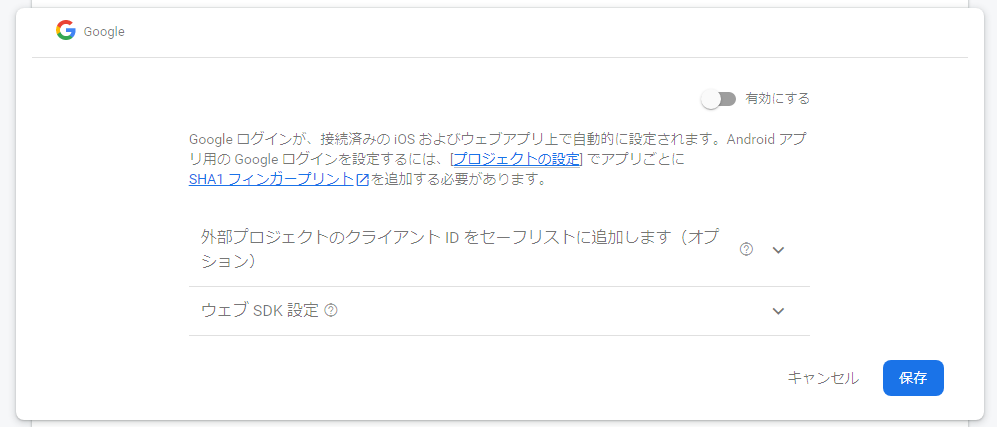 Google
有効にする
Google ログインが、接続済みの iOS およびウェブアプリ上で自動的に設定されます。Android アプ
リ用の Google ログインを設定するには、[プロジェクトの設定] でアプリごとに
SHA1 フィンガープリントを追加する必要があります。
外部プロジェクトのクライアント ID をセーフリストに追加します（オプ
ション）
ウェブ SDK 設定
キャンセル
保存